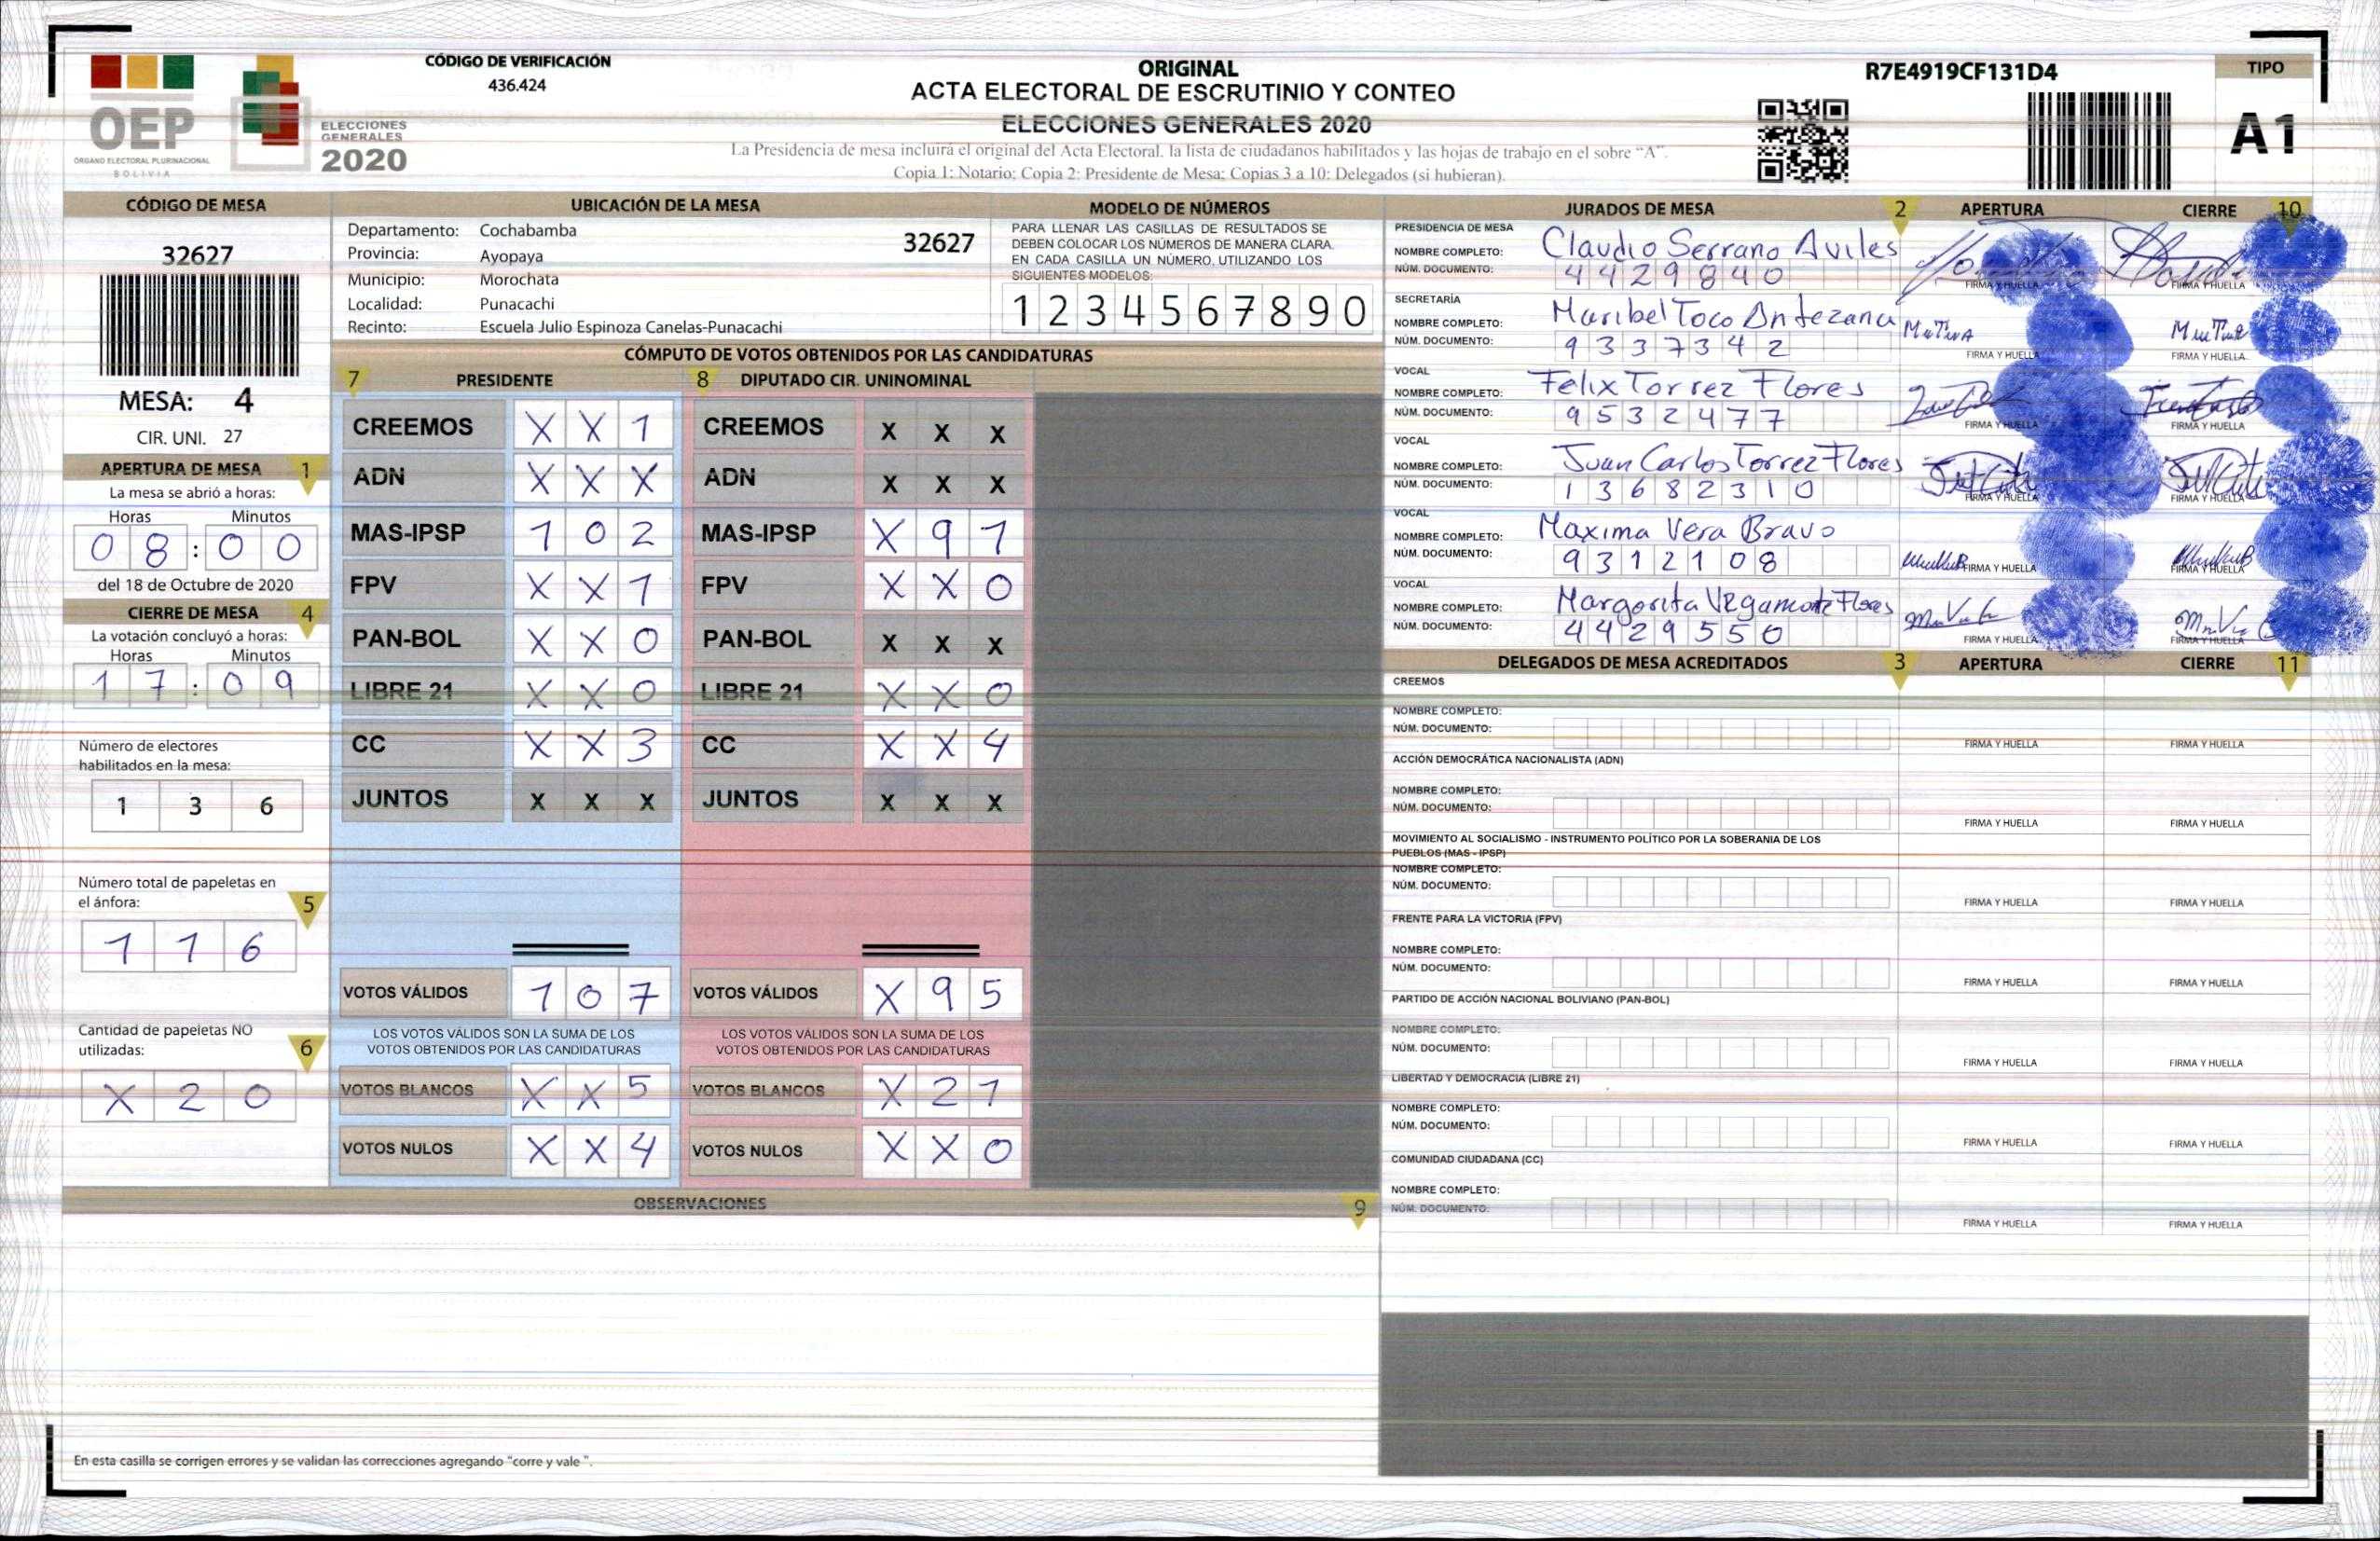 CÓDIGO DE VERIFICACIÓN
436.424
ORIGINAL
ACTA ELECTORAL DE ESCRUTINIO Y CONTEO
ELECCIONES GENERALES 2020
La Presidencia de mesa incluirá el original del Acta Electoral, la lista de ciudadanos habilitados y las hojas de trabajo en el sobre "A".
Copia 1: Notario; Copia 2: Presidente de Mesa; Copias 3 a 10: Delegados (si hubieran).
R7E4919CF131D4
TIPO
A1
OEP
ÓRGANO ELECTORAL PLURINACIONAL
BOLIVIA
ELECCIONES
GENERALES
2020
CÓDIGO DE MESA
32627
MESA: 4
CIR. UNI. 27
APERTURA DE MESA 1
La mesa se abrió a horas:
Horas Minutos
08:00
del 18 de Octubre de 2020
CIERRE DE MESA 4
La votación concluyó a horas:
Horas Minutos
17:09
Número de electores
habilitados en la mesa:
1 3 6
Número total de papeletas en
el ánfora: 5
1 1 6
Cantidad de papeletas NO
utilizadas: 6
X 2 0
UBICACIÓN DE LA MESA
Departamento: Cochabamba
32627
Provincia: Ayopaya
Municipio: Morochata
Localidad: Punacachi
Recinto: Escuela Julio Espinoza Canelas-Punacachi
MODELO DE NÚMEROS
PARA LLENAR LAS CASILLAS DE RESULTADOS SE
DEBEN COLOCAR LOS NÚMEROS DE MANERA CLARA.
EN CADA CASILLA UN NÚMERO, UTILIZANDO LOS
SIGUIENTES MODELOS:
1 2 3 4 5 6 7 8 9 0
CÓMPUTO DE VOTOS OBTENIDOS POR LAS CANDIDATURAS
7 PRESIDENTE 8 DIPUTADO CIR. UNINOMINAL
CREEMOS X X 1 CREEMOS X X X
ADN X X X ADN X X X
MAS-IPSP 1 0 2 MAS-IPSP X 9 1
FPV X X 1 FPV X X 0
PAN-BOL X X 0 PAN-BOL X X X
LIBRE 21 X X 0 LIBRE 21 X X 0
CC X X 3 CC X X 4
JUNTOS X X X JUNTOS X X X
VOTOS VÁLIDOS 1 0 7 VOTOS VÁLIDOS X 9 5
LOS VOTOS VÁLIDOS SON LA SUMA DE LOS LOS VOTOS VÁLIDOS SON LA SUMA DE LOS
VOTOS OBTENIDOS POR LAS CANDIDATURAS VOTOS OBTENIDOS POR LAS CANDIDATURAS
VOTOS BLANCOS X X 5 VOTOS BLANCOS X 2 1
VOTOS NULOS X X 4 VOTOS NULOS X X 0
OBSERVACIONES 9
En esta casilla se corrigen errores y se validan las correcciones agregando "corre y vale".
JURADOS DE MESA 2 APERTURA CIERRE 10
PRESIDENCIA DE MESA
NOMBRE COMPLETO: Claudio Serrano Aviles
NÚM. DOCUMENTO: 4429840
FIRMA Y HUELLA FIRMA Y HUELLA
SECRETARÍA
NOMBRE COMPLETO: Maribel Toco Antezana
NÚM. DOCUMENTO: 9337342
FIRMA Y HUELLA FIRMA Y HUELLA
VOCAL
NOMBRE COMPLETO: Felix Torrez Flores
NÚM. DOCUMENTO: 9532477
FIRMA Y HUELLA FIRMA Y HUELLA
VOCAL
NOMBRE COMPLETO: Juan Carlos Torrez Flores
NÚM. DOCUMENTO: 13682310
FIRMA Y HUELLA FIRMA Y HUELLA
VOCAL
NOMBRE COMPLETO: Maxima Vera Bravo
NÚM. DOCUMENTO: 9312108
FIRMA Y HUELLA FIRMA Y HUELLA
VOCAL
NOMBRE COMPLETO: Margarita Vegamonte Flores
NÚM. DOCUMENTO: 4429550
FIRMA Y HUELLA FIRMA Y HUELLA
DELEGADOS DE MESA ACREDITADOS 3 APERTURA CIERRE 11
CREEMOS
NOMBRE COMPLETO:
NÚM. DOCUMENTO:
FIRMA Y HUELLA FIRMA Y HUELLA
ACCIÓN DEMOCRÁTICA NACIONALISTA (ADN)
NOMBRE COMPLETO:
NÚM. DOCUMENTO:
FIRMA Y HUELLA FIRMA Y HUELLA
MOVIMIENTO AL SOCIALISMO - INSTRUMENTO POLÍTICO POR LA SOBERANIA DE LOS
PUEBLOS (MAS - IPSP)
NOMBRE COMPLETO:
NÚM. DOCUMENTO:
FIRMA Y HUELLA FIRMA Y HUELLA
FRENTE PARA LA VICTORIA (FPV)
NOMBRE COMPLETO:
NÚM. DOCUMENTO:
FIRMA Y HUELLA FIRMA Y HUELLA
PARTIDO DE ACCIÓN NACIONAL BOLIVIANO (PAN-BOL)
NOMBRE COMPLETO:
NÚM. DOCUMENTO:
FIRMA Y HUELLA FIRMA Y HUELLA
LIBERTAD Y DEMOCRACIA (LIBRE 21)
NOMBRE COMPLETO:
NÚM. DOCUMENTO:
FIRMA Y HUELLA FIRMA Y HUELLA
COMUNIDAD CIUDADANA (CC)
NOMBRE COMPLETO:
NÚM. DOCUMENTO:
FIRMA Y HUELLA FIRMA Y HUELLA